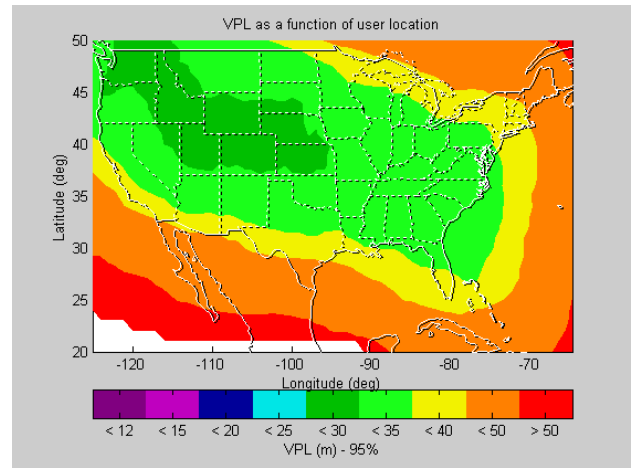 VPL as a function of user location
50
45
40
35
30
25
20
Latitude (deg)
-120 -110 -100 -90 -80 -70
Longitude (deg)
< 12 < 15 < 20 < 25 < 30 < 35 < 40 < 50 > 50
VPL (m) - 95%